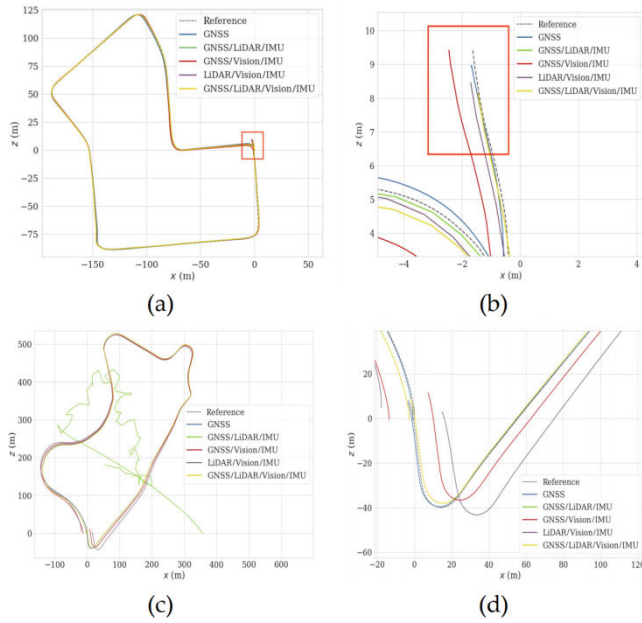 125
100
75
50
25
0
-25
-50
-75
z (m)
-150
-100
-50
0
50
x (m)
Reference
GNSS
GNSS/LiDAR/IMU
GNSS/Vision/IMU
LiDAR/Vision/IMU
GNSS/LiDAR/Vision/IMU
(a)
10
9
8
7
6
5
4
z (m)
-4
-2
0
2
4
x (m)
Reference
GNSS
GNSS/LiDAR/IMU
GNSS/Vision/IMU
LiDAR/Vision/IMU
GNSS/LiDAR/Vision/IMU
(b)
500
400
300
200
100
0
z (m)
-100
0
100
200
300
400
500
600
x (m)
Reference
GNSS
GNSS/LiDAR/IMU
GNSS/Vision/IMU
LiDAR/Vision/IMU
GNSS/LiDAR/Vision/IMU
(c)
20
0
-20
-40
-60
z (m)
-20
0
20
40
60
80
100
x (m)
Reference
GNSS
GNSS/LiDAR/IMU
GNSS/Vision/IMU
LiDAR/Vision/IMU
GNSS/LiDAR/Vision/IMU
(d)